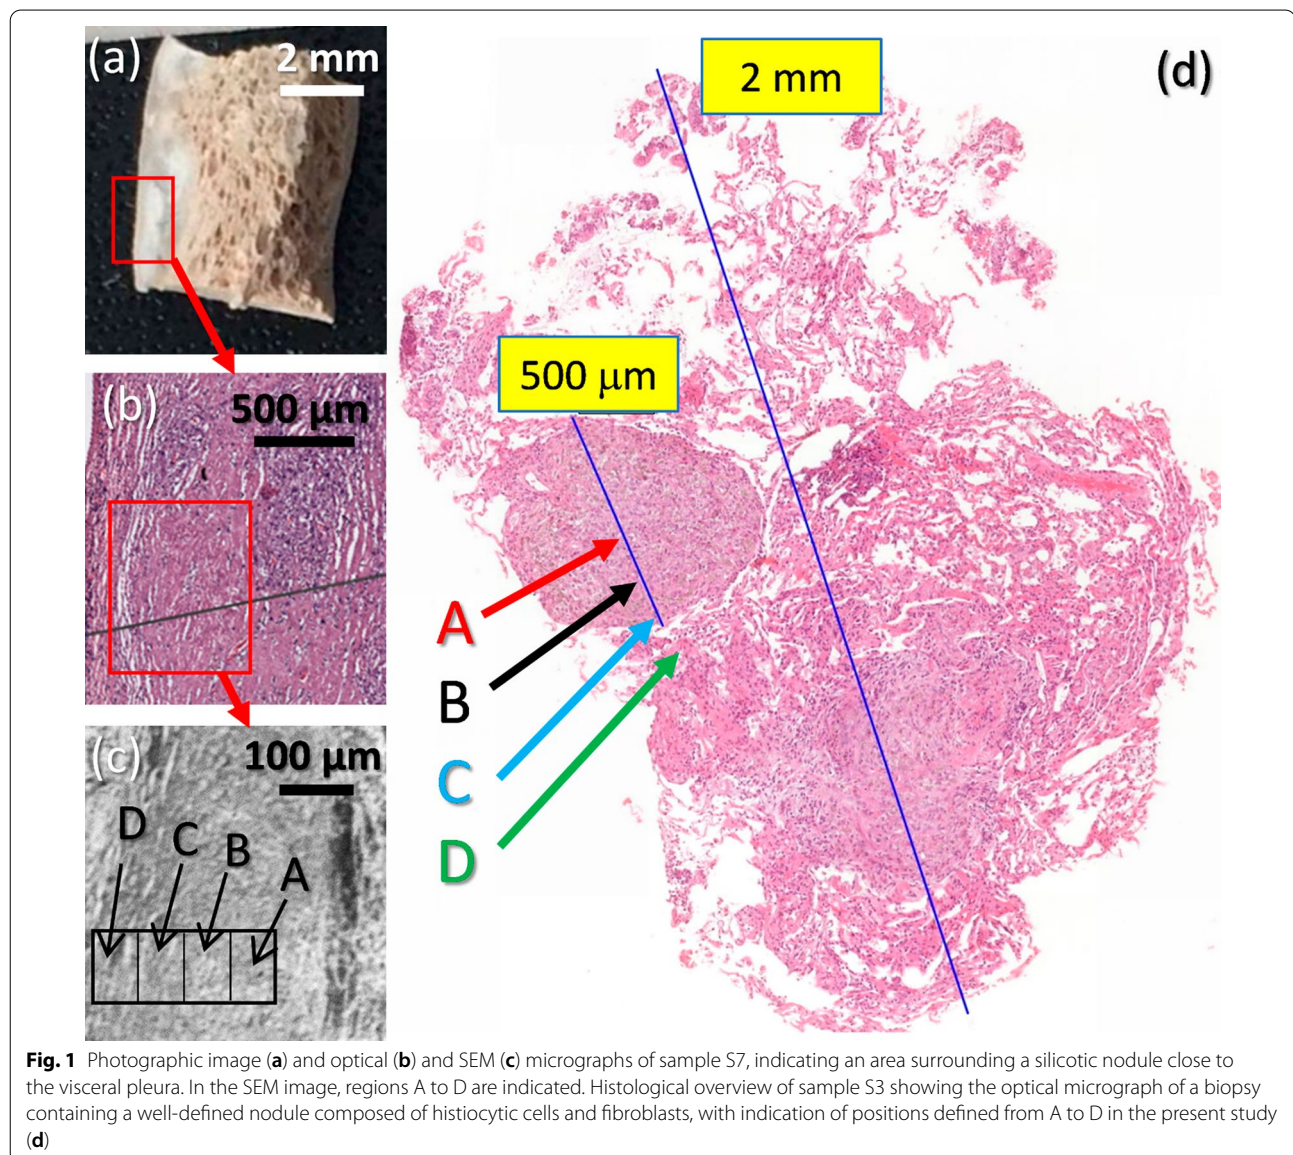 (a)
2 mm
(b)
500 μm
(c)
100 μm
D
C
B
A
(d)
2 mm
500 μm
A
B
C
D
Fig. 1 Photographic image (a) and optical (b) and SEM (c) micrographs of sample S7, indicating an area surrounding a silicotic nodule close to
the visceral pleura. In the SEM image, regions A to D are indicated. Histological overview of sample S3 showing the optical micrograph of a biopsy
containing a well-defined nodule composed of histiocytic cells and fibroblasts, with indication of positions defined from A to D in the present study
(d)